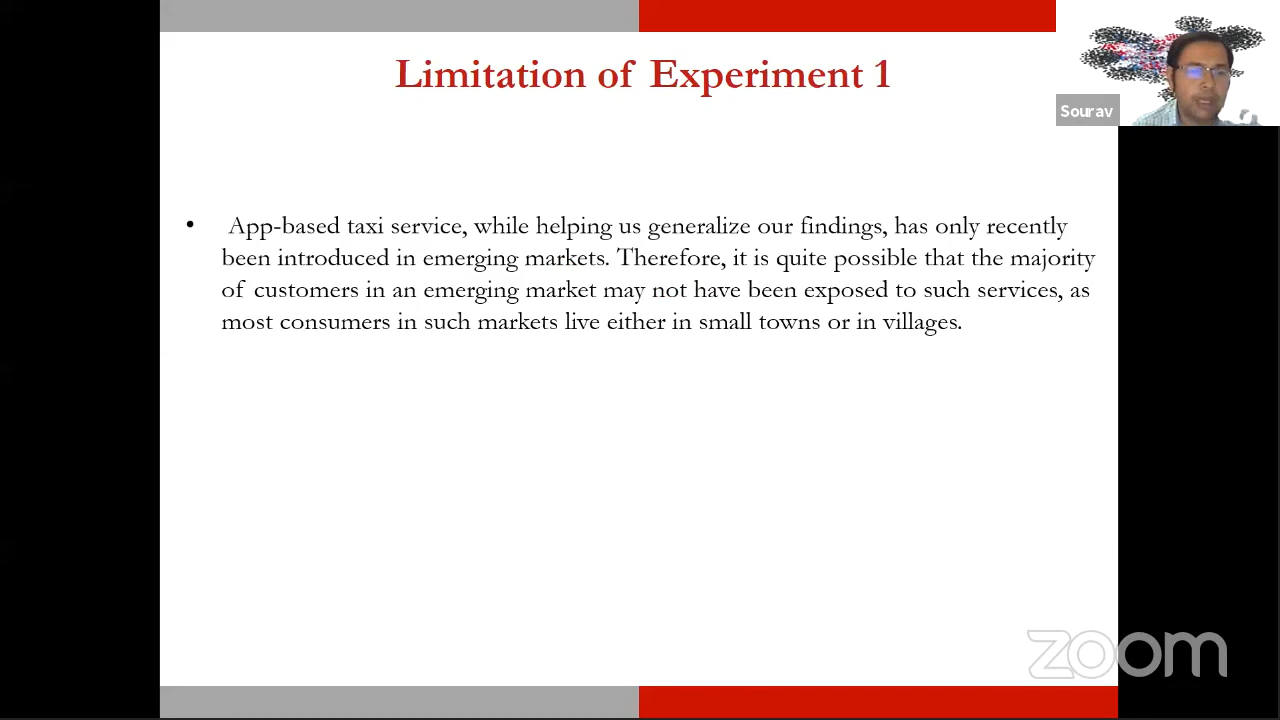 Limitation of Experiment 1
Sourav
• App-based taxi service, while helping us generalize our findings, has only recently
been introduced in emerging markets. Therefore, it is quite possible that the majority
of customers in an emerging market may not have been exposed to such services, as
most consumers in such markets live either in small towns or in villages.
zoom